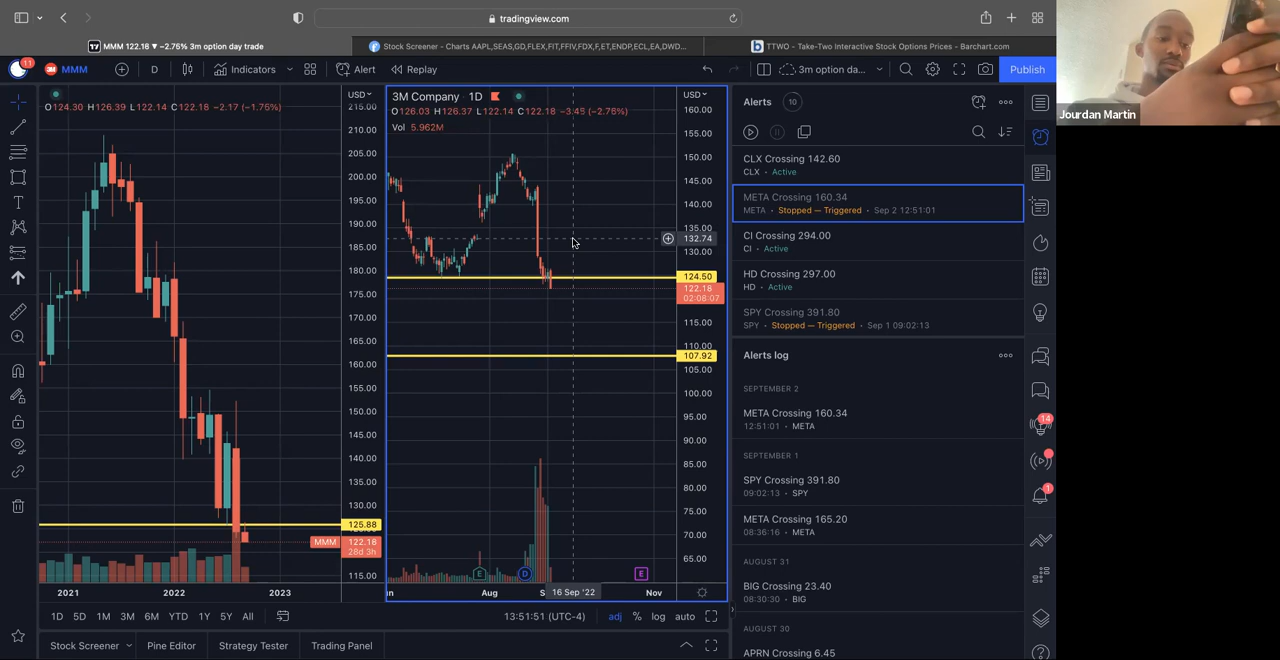 tradingview.com
MMM 122.18 ▼ −2.76% 3m option day trade
Stock Screener - Charts AAPL,SEAS,GD,FLEX,FIT,FFIV,FDX,F,ET,ENDP,ECL,EA,DWD...
TTWO - Take-Two Interactive Stock Options Prices - Barchart.com
11
MMM
D
Indicators
Alert
Replay
3m option da...
Publish
Jourdan Martin
O124.30 H126.39 L122.14 C122.18 −2.17 (−1.75%)
USD
215.00
210.00
205.00
200.00
195.00
190.00
185.00
180.00
175.00
170.00
165.00
160.00
155.00
150.00
145.00
140.00
135.00
130.00
125.88
MMM 122.18
28d 3h
115.00
2021 2022 2023
3M Company · 1D
O126.03 H126.37 L122.14 C122.18 −3.45 (−2.76%)
Vol 5.962M
USD
160.00
155.00
150.00
145.00
140.00
135.00
132.74
130.00
124.50
122.18
02:08:07
115.00
110.00
107.92
105.00
100.00
95.00
90.00
85.00
80.00
75.00
70.00
65.00
E D E
un Aug S 16 Sep '22 Nov
Alerts 10
CLX Crossing 142.60
CLX • Active
META Crossing 160.34
META • Stopped — Triggered • Sep 2 12:51:01
CI Crossing 294.00
CI • Active
HD Crossing 297.00
HD • Active
SPY Crossing 391.80
SPY • Stopped — Triggered • Sep 1 09:02:13
Alerts log
SEPTEMBER 2
META Crossing 160.34
12:51:01 • META
SEPTEMBER 1
SPY Crossing 391.80
09:02:13 • SPY
META Crossing 165.20
08:36:16 • META
AUGUST 31
BIG Crossing 23.40
08:30:30 • BIG
AUGUST 30
APRN Crossing 6.45
14
1
1D 5D 1M 3M 6M YTD 1Y 5Y All
13:51:51 (UTC-4) adj % log auto
Stock Screener Pine Editor Strategy Tester Trading Panel